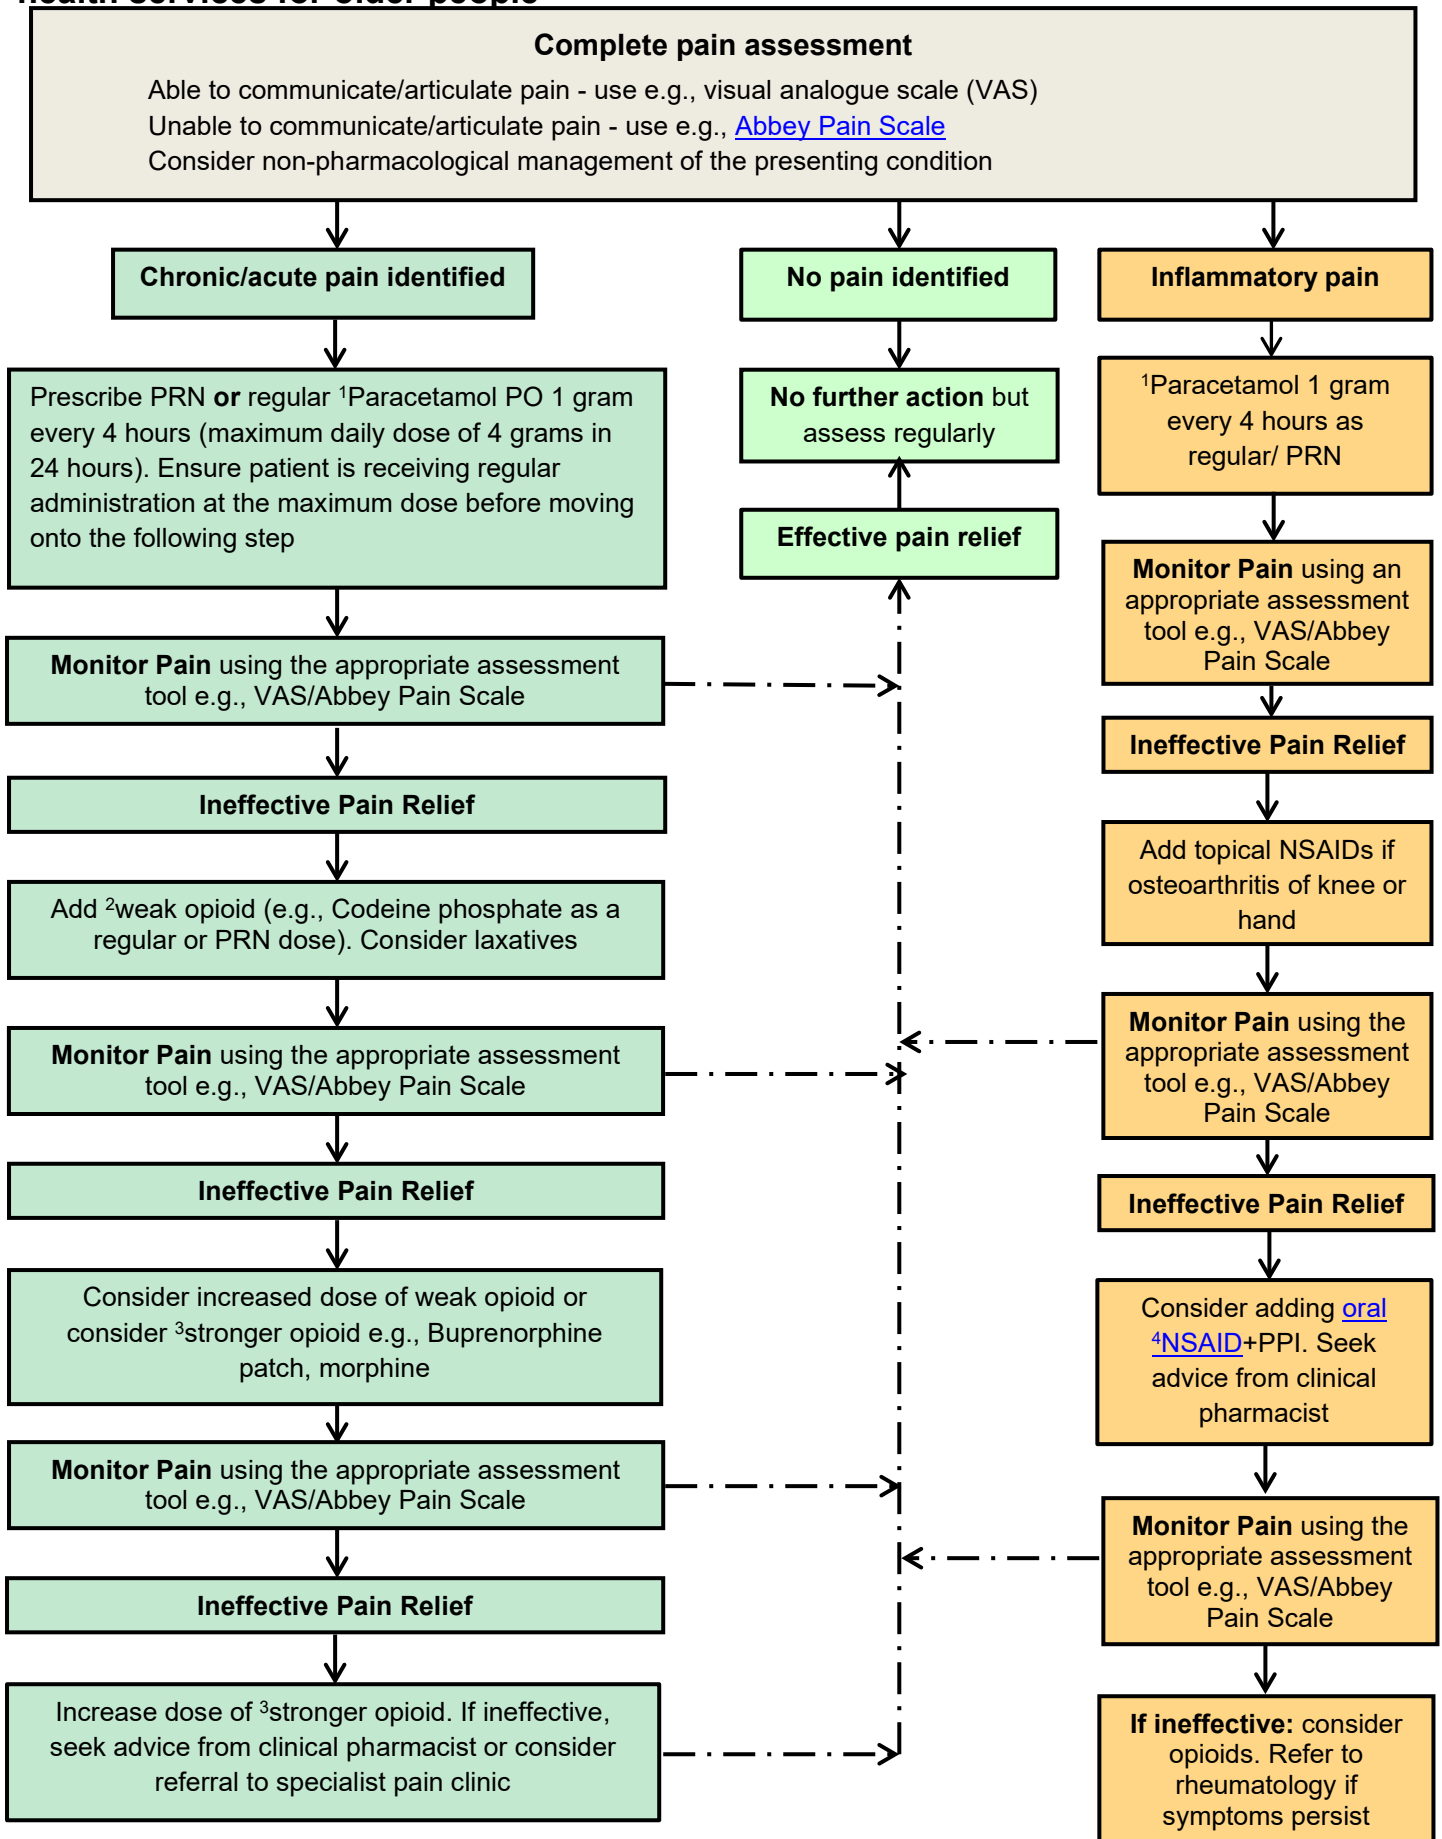 health services for older people
Complete pain assessment
Able to communicate/articulate pain - use e.g., visual analogue scale (VAS)
Unable to communicate/articulate pain - use e.g., Abbey Pain Scale
Consider non-pharmacological management of the presenting condition
Chronic/acute pain identified
Prescribe PRN or regular ¹Paracetamol PO 1 gram
every 4 hours (maximum daily dose of 4 grams in
24 hours). Ensure patient is receiving regular
administration at the maximum dose before moving
onto the following step
Monitor Pain using the appropriate assessment
tool e.g., VAS/Abbey Pain Scale
Ineffective Pain Relief
Add ²weak opioid (e.g., Codeine phosphate as a
regular or PRN dose). Consider laxatives
Monitor Pain using the appropriate assessment
tool e.g., VAS/Abbey Pain Scale
Ineffective Pain Relief
Consider increased dose of weak opioid or
consider ³stronger opioid e.g., Buprenorphine
patch, morphine
Monitor Pain using the appropriate assessment
tool e.g., VAS/Abbey Pain Scale
Ineffective Pain Relief
Increase dose of ³stronger opioid. If ineffective,
seek advice from clinical pharmacist or consider
referral to specialist pain clinic
No pain identified
No further action but
assess regularly
Effective pain relief
Inflammatory pain
¹Paracetamol 1 gram
every 4 hours as
regular/ PRN
Monitor Pain using an
appropriate assessment
tool e.g., VAS/Abbey
Pain Scale
Ineffective Pain Relief
Add topical NSAIDs if
osteoarthritis of knee or
hand
Monitor Pain using the
appropriate assessment
tool e.g., VAS/Abbey
Pain Scale
Ineffective Pain Relief
Consider adding oral
⁴NSAID+PPI. Seek
advice from clinical
pharmacist
Monitor Pain using the
appropriate assessment
tool e.g., VAS/Abbey
Pain Scale
If ineffective: consider
opioids. Refer to
rheumatology if
symptoms persist